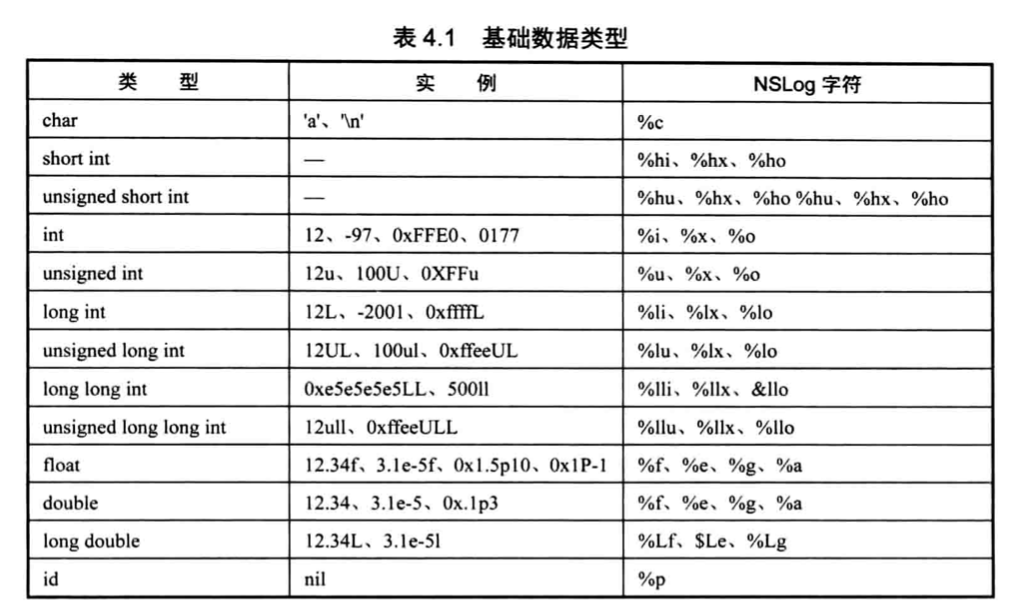 表 4.1 基础数据类型
类 型 实 例 NSLog 字符
char 'a'、'\n' %c
short int — %hi、%hx、%ho
unsigned short int — %hu、%hx、%ho %hu、%hx、%ho
int 12、-97、0xFFE0、0177 %i、%x、%o
unsigned int 12u、100U、0XFFu %u、%x、%o
long int 12L、-2001、0xffffL %li、%lx、%lo
unsigned long int 12UL、100ul、0xffeeUL %lu、%lx、%lo
long long int 0xe5e5e5e5LL、500ll %lli、%llx、&llo
unsigned long long int 12ull、0xffeeULL %llu、%llx、%llo
float 12.34f、3.1e-5f、0x1.5p10、0x1P-1 %f、%e、%g、%a
double 12.34、3.1e-5、0x.1p3 %f、%e、%g、%a
long double 12.34L、3.1e-5l %Lf、$Le、%Lg
id nil %p